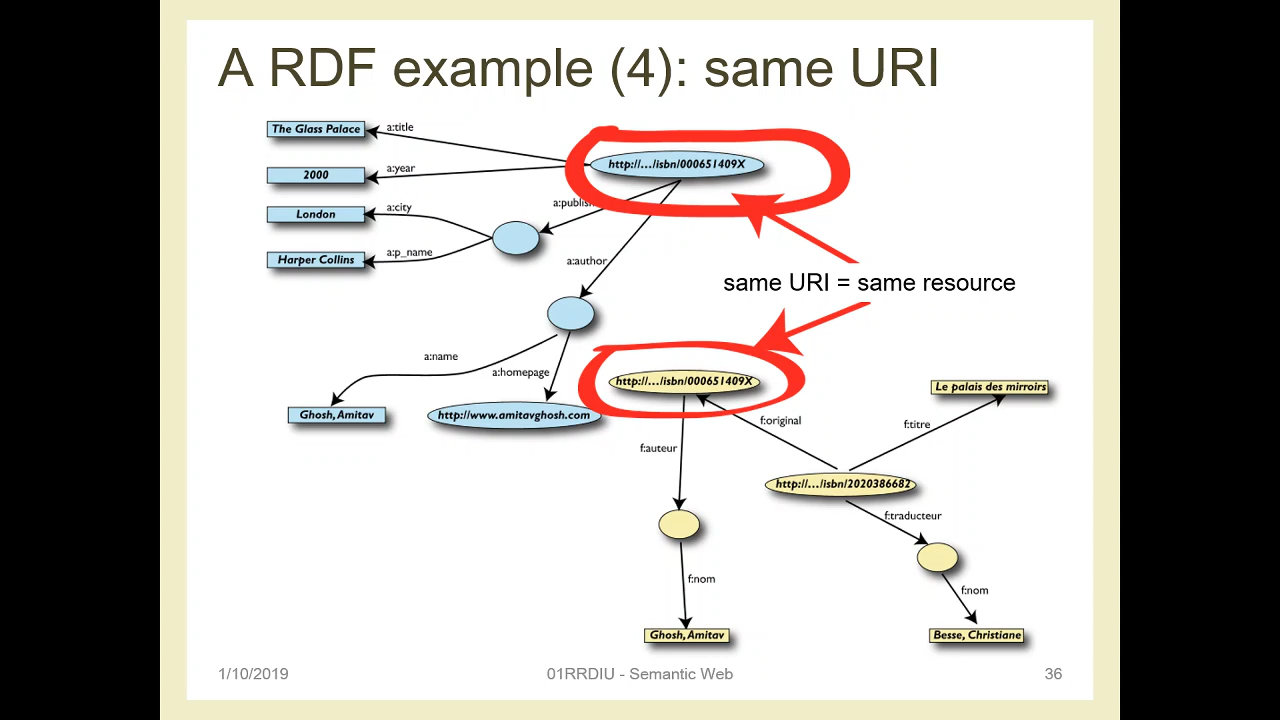 A RDF example (4): same URI
The Glass Palace
a:title
http://.../isbn/000651409X
2000
a:year
London
a:city
a:publish
Harper Collins
a:p_name
a:author
same URI = same resource
a:name
a:homepage
http://.../isbn/000651409X
Le palais des mirroirs
Ghosh, Amitav
http://www.amitavghosh.com
f:original
f:titre
f:auteur
http://.../isbn/2020386682
f:traducteur
f:nom
f:nom
Ghosh, Amitav
Besse, Christiane
1/10/2019
01RRDIU - Semantic Web
36